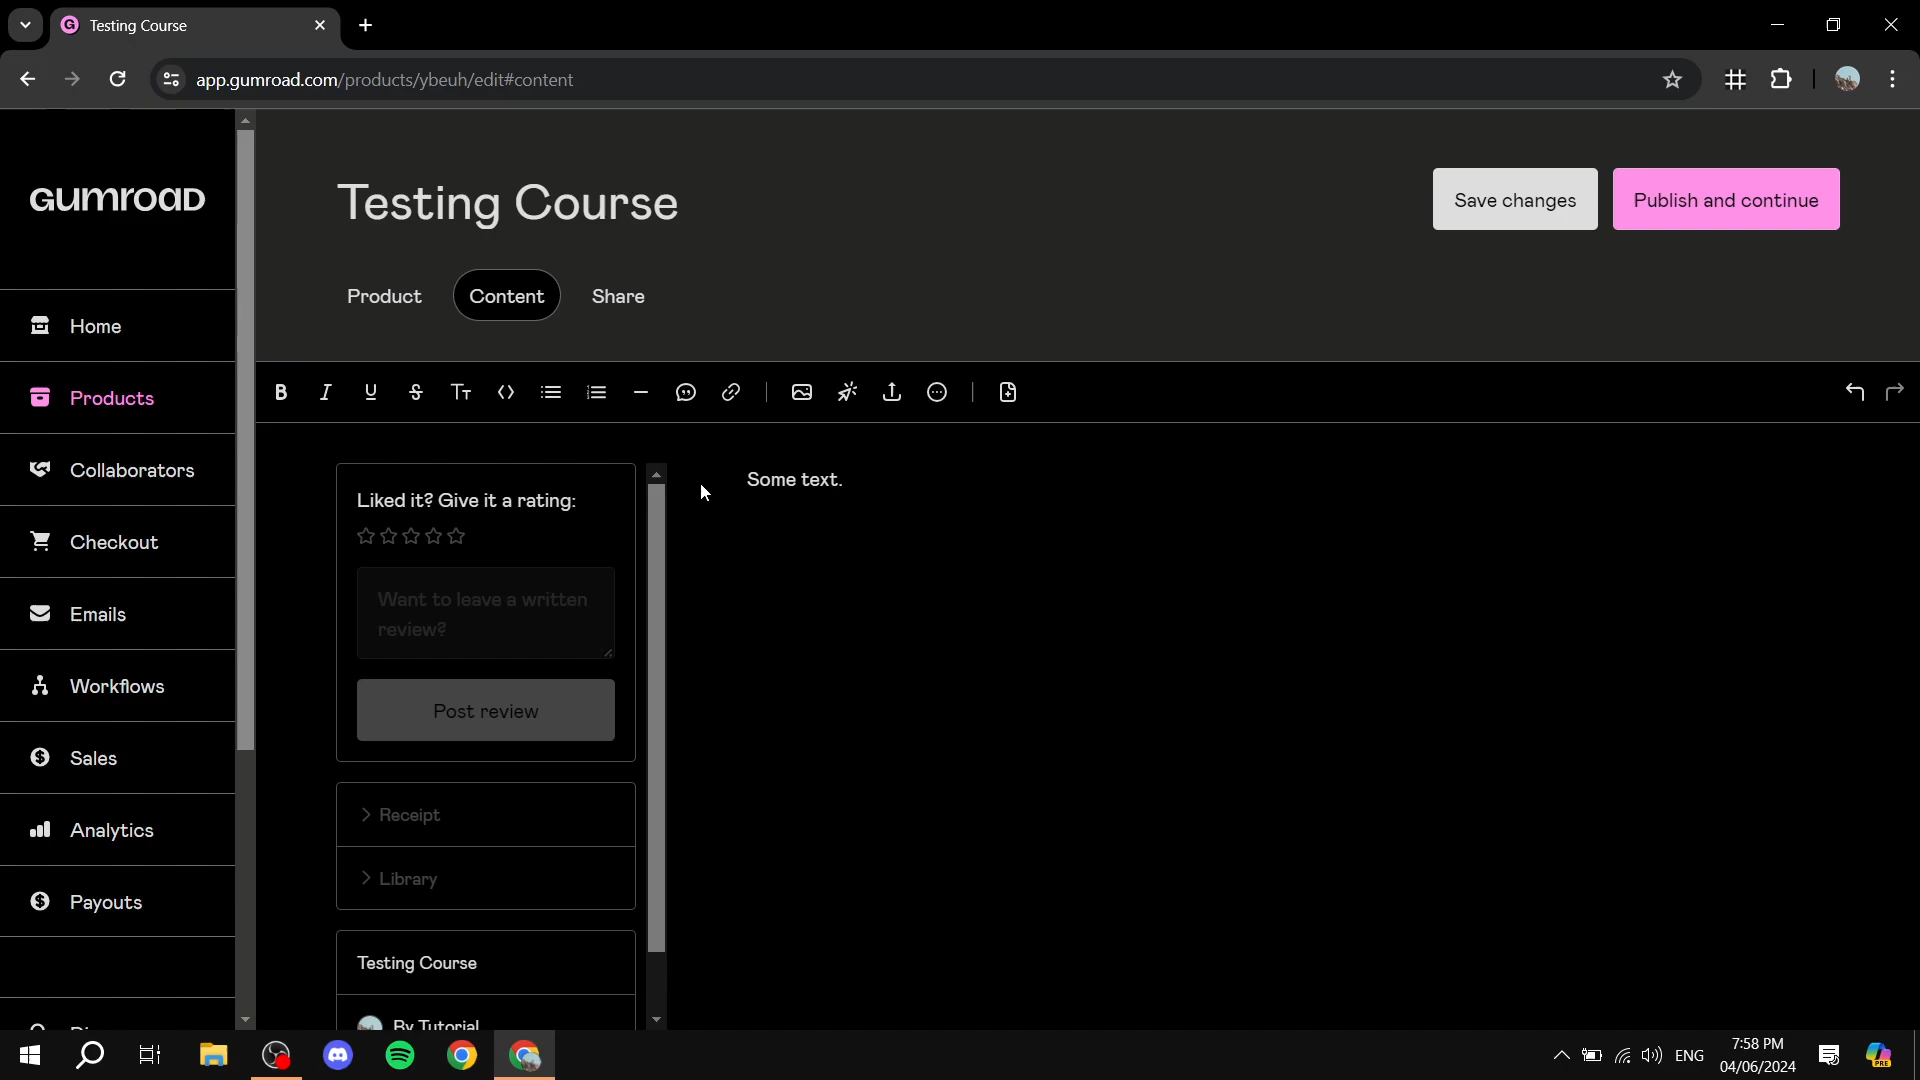 Testing Course
app.gumroad.com/products/ybeuh/edit#content
GUMROAD
Testing Course
Save changes
Publish and continue
Product
Content
Share
Home
Products
Collaborators
Checkout
Emails
Workflows
Sales
Analytics
Payouts
Some text.
Liked it? Give it a rating:
Want to leave a written
review?
Post review
Receipt
Library
Testing Course
By Tutorial
ENG
7:58 PM
04/06/2024
PRE